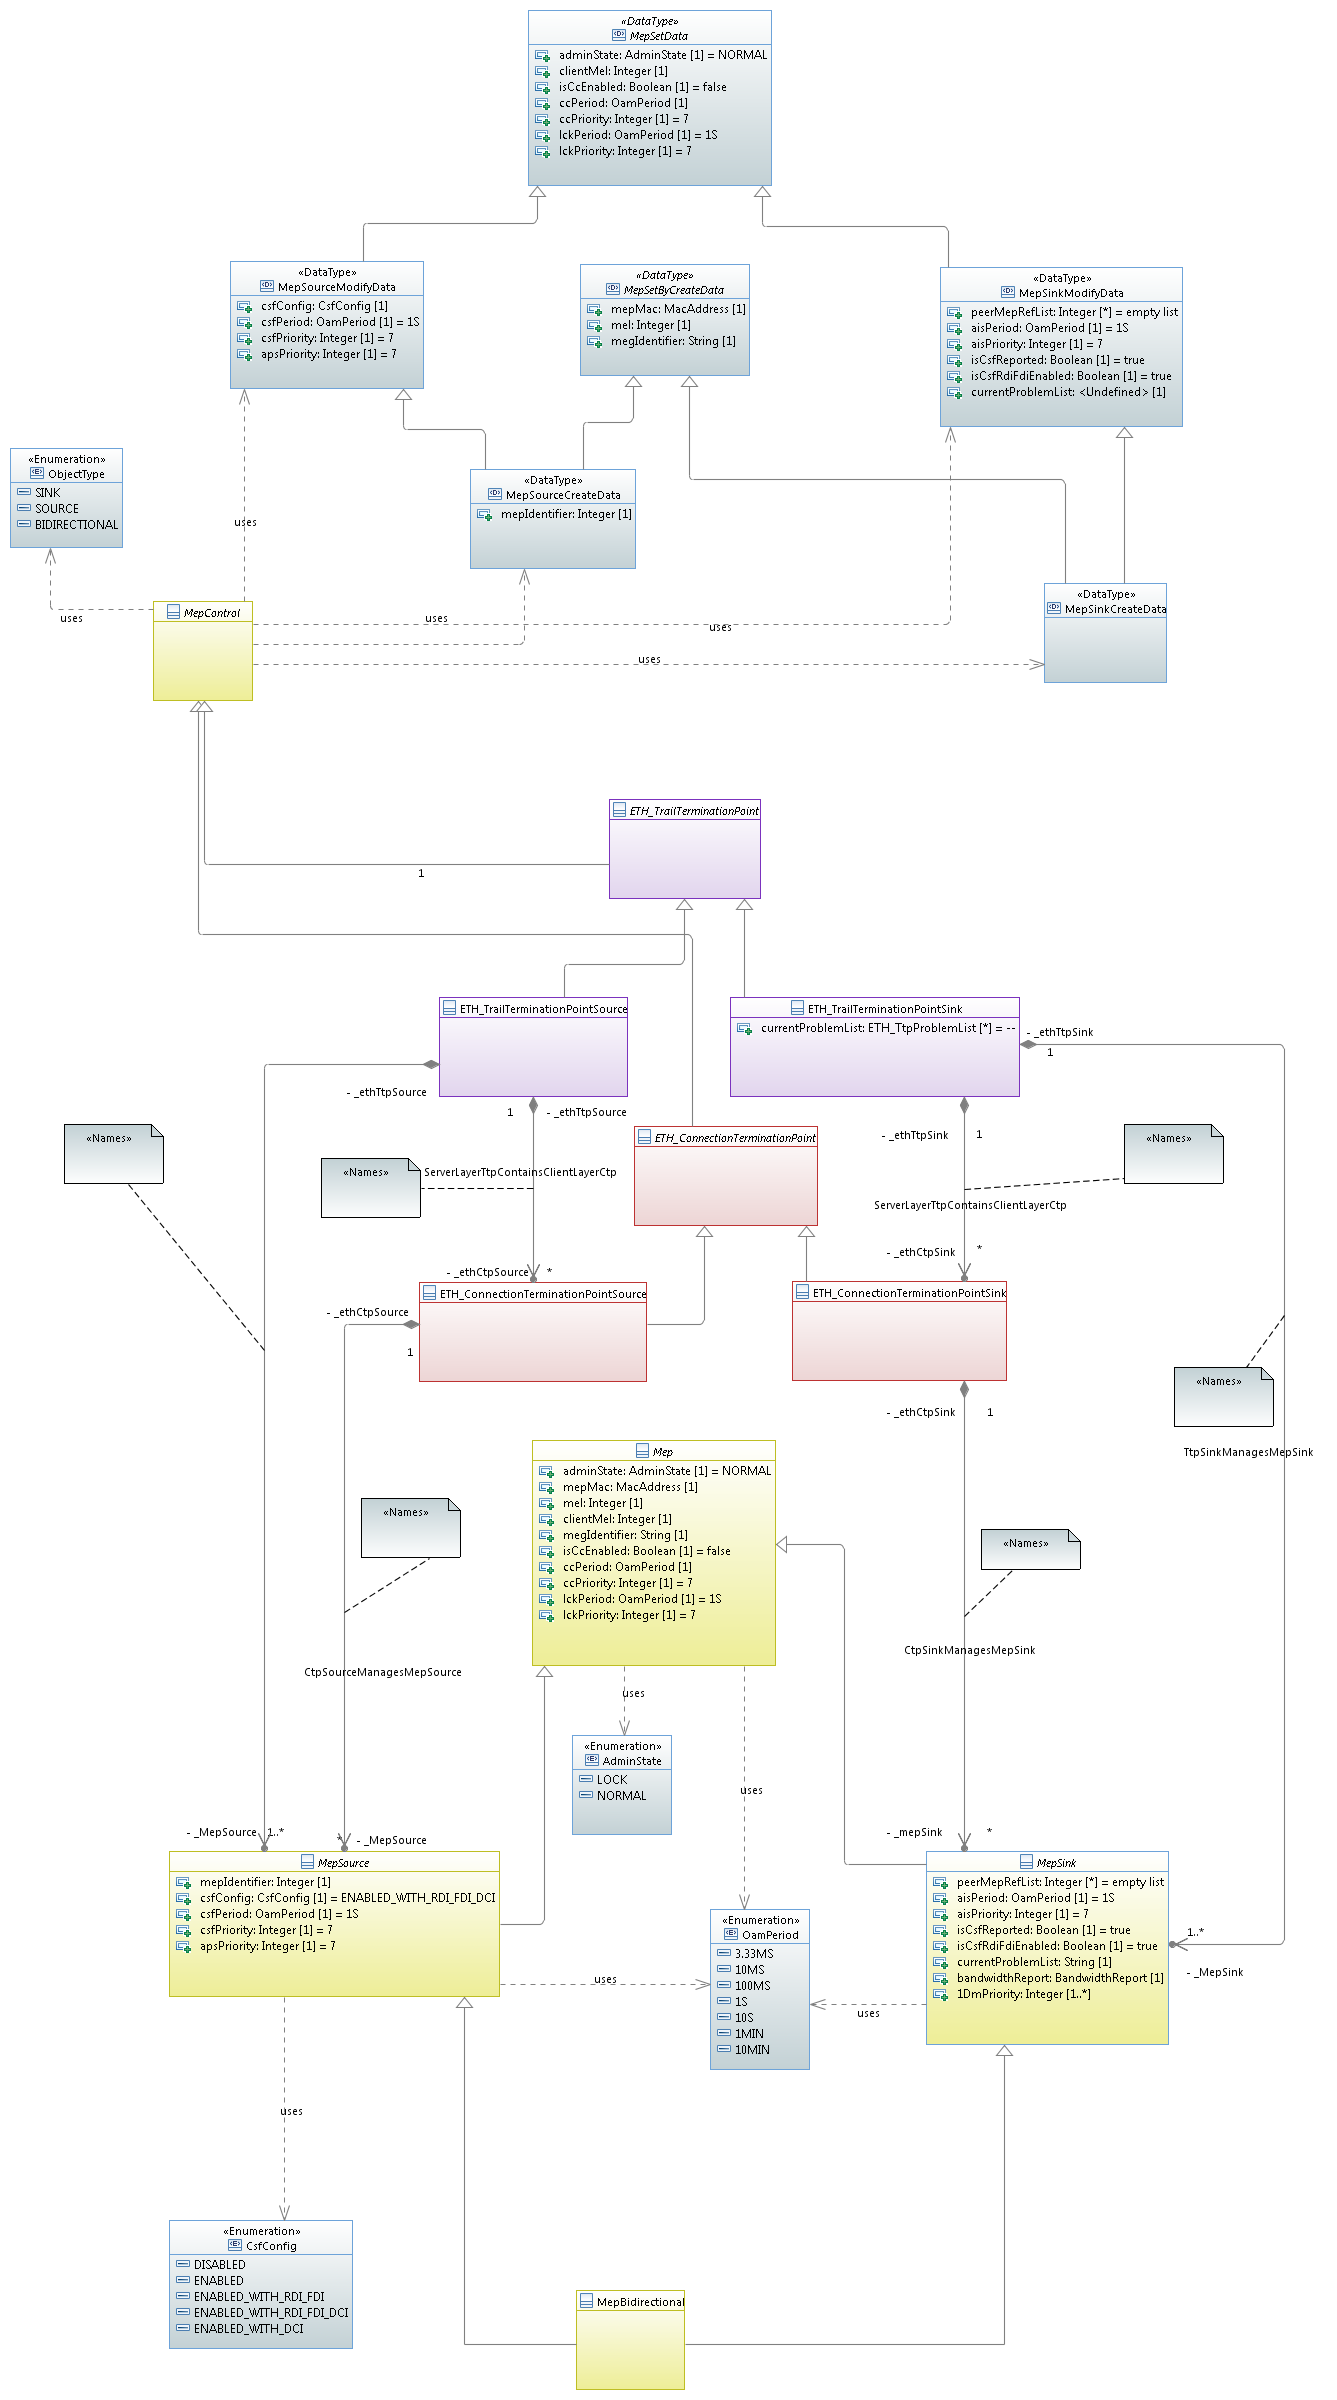 «DataType»
MepSetData
adminState: AdminState [1] = NORMAL
clientMel: Integer [1]
isCcEnabled: Boolean [1] = false
ccPeriod: OamPeriod [1]
ccPriority: Integer [1] = 7
lckPeriod: OamPeriod [1] = 1S
lckPriority: Integer [1] = 7
«DataType»
MepSourceModifyData
csfConfig: CsfConfig [1]
csfPeriod: OamPeriod [1] = 1S
csfPriority: Integer [1] = 7
apsPriority: Integer [1] = 7
«DataType»
MepSetByCreateData
mepMac: MacAddress [1]
mel: Integer [1]
megIdentifier: String [1]
«DataType»
MepSinkModifyData
peerMepRefList: Integer [*] = empty list
aisPeriod: OamPeriod [1] = 1S
aisPriority: Integer [1] = 7
isCsfReported: Boolean [1] = true
isCsfRdiFdiEnabled: Boolean [1] = true
currentProblemList: <Undefined> [1]
«Enumeration»
ObjectType
SINK
SOURCE
BIDIRECTIONAL
«DataType»
MepSourceCreateData
mepIdentifier: Integer [1]
uses
«DataType»
MepSinkCreateData
MepControl
uses
uses
uses
uses
ETH_TrailTerminationPoint
1
ETH_TrailTerminationPointSource
ETH_TrailTerminationPointSink
currentProblemList: ETH_TtpProblemList [*] = --
- _ethTtpSink
1
- _ethTtpSource
1
- _ethTtpSource
- _ethTtpSink
1
«Names»
«Names»
ServerLayerTtpContainsClientLayerCtp
ETH_ConnectionTerminationPoint
«Names»
ServerLayerTtpContainsClientLayerCtp
- _ethCtpSource
*
- _ethCtpSink
*
ETH_ConnectionTerminationPointSource
ETH_ConnectionTerminationPointSink
- _ethCtpSource
1
«Names»
- _ethCtpSink
1
TtpSinkManagesMepSink
Mep
adminState: AdminState [1] = NORMAL
mepMac: MacAddress [1]
mel: Integer [1]
clientMel: Integer [1]
megIdentifier: String [1]
isCcEnabled: Boolean [1] = false
ccPeriod: OamPeriod [1]
ccPriority: Integer [1] = 7
lckPeriod: OamPeriod [1] = 1S
lckPriority: Integer [1] = 7
«Names»
«Names»
CtpSourceManagesMepSource
CtpSinkManagesMepSink
uses
«Enumeration»
AdminState
LOCK
NORMAL
uses
- _MepSource
1..*
*
- _MepSource
- _mepSink
*
MepSource
mepIdentifier: Integer [1]
csfConfig: CsfConfig [1] = ENABLED_WITH_RDI_FDI_DCI
csfPeriod: OamPeriod [1] = 1S
csfPriority: Integer [1] = 7
apsPriority: Integer [1] = 7
MepSink
peerMepRefList: Integer [*] = empty list
aisPeriod: OamPeriod [1] = 1S
aisPriority: Integer [1] = 7
isCsfReported: Boolean [1] = true
isCsfRdiFdiEnabled: Boolean [1] = true
currentProblemList: String [1]
bandwidthReport: BandwidthReport [1]
1DmPriority: Integer [1..*]
1..*
- _MepSink
«Enumeration»
OamPeriod
3.33MS
10MS
100MS
1S
10S
1MIN
10MIN
uses
uses
uses
«Enumeration»
CsfConfig
DISABLED
ENABLED
ENABLED_WITH_RDI_FDI
ENABLED_WITH_RDI_FDI_DCI
ENABLED_WITH_DCI
MepBidirectional